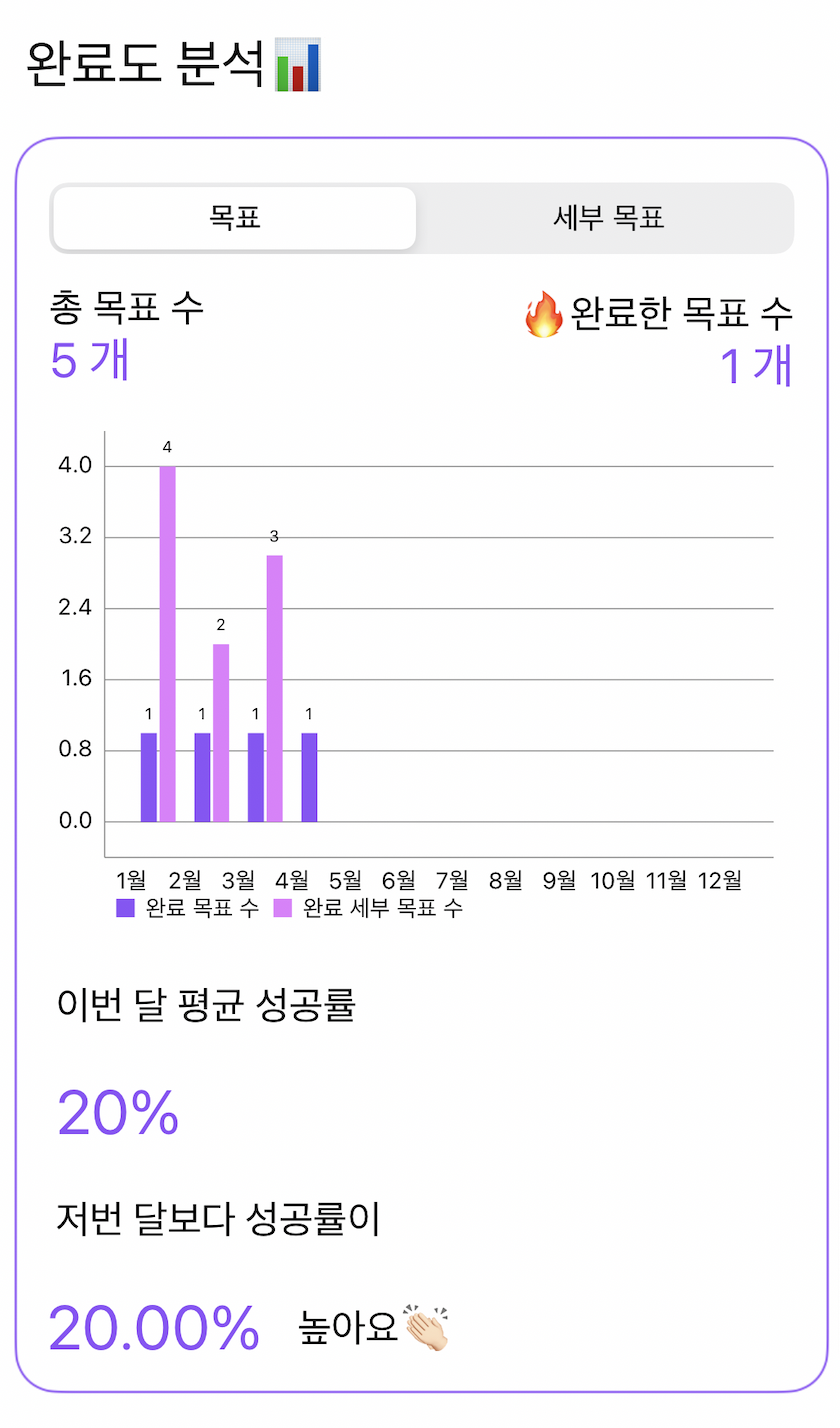 완료도 분석📊
목표
세부 목표
총 목표 수
5 개
🔥완료한 목표 수
1 개
4.0
3.2
2.4
1.6
0.8
0.0
4
2
3
1 1 1 1
1월 2월 3월 4월 5월 6월 7월 8월 9월 10월 11월 12월
완료 목표 수 완료 세부 목표 수
이번 달 평균 성공률
20%
저번 달보다 성공률이
20.00% 높아요👏🏻